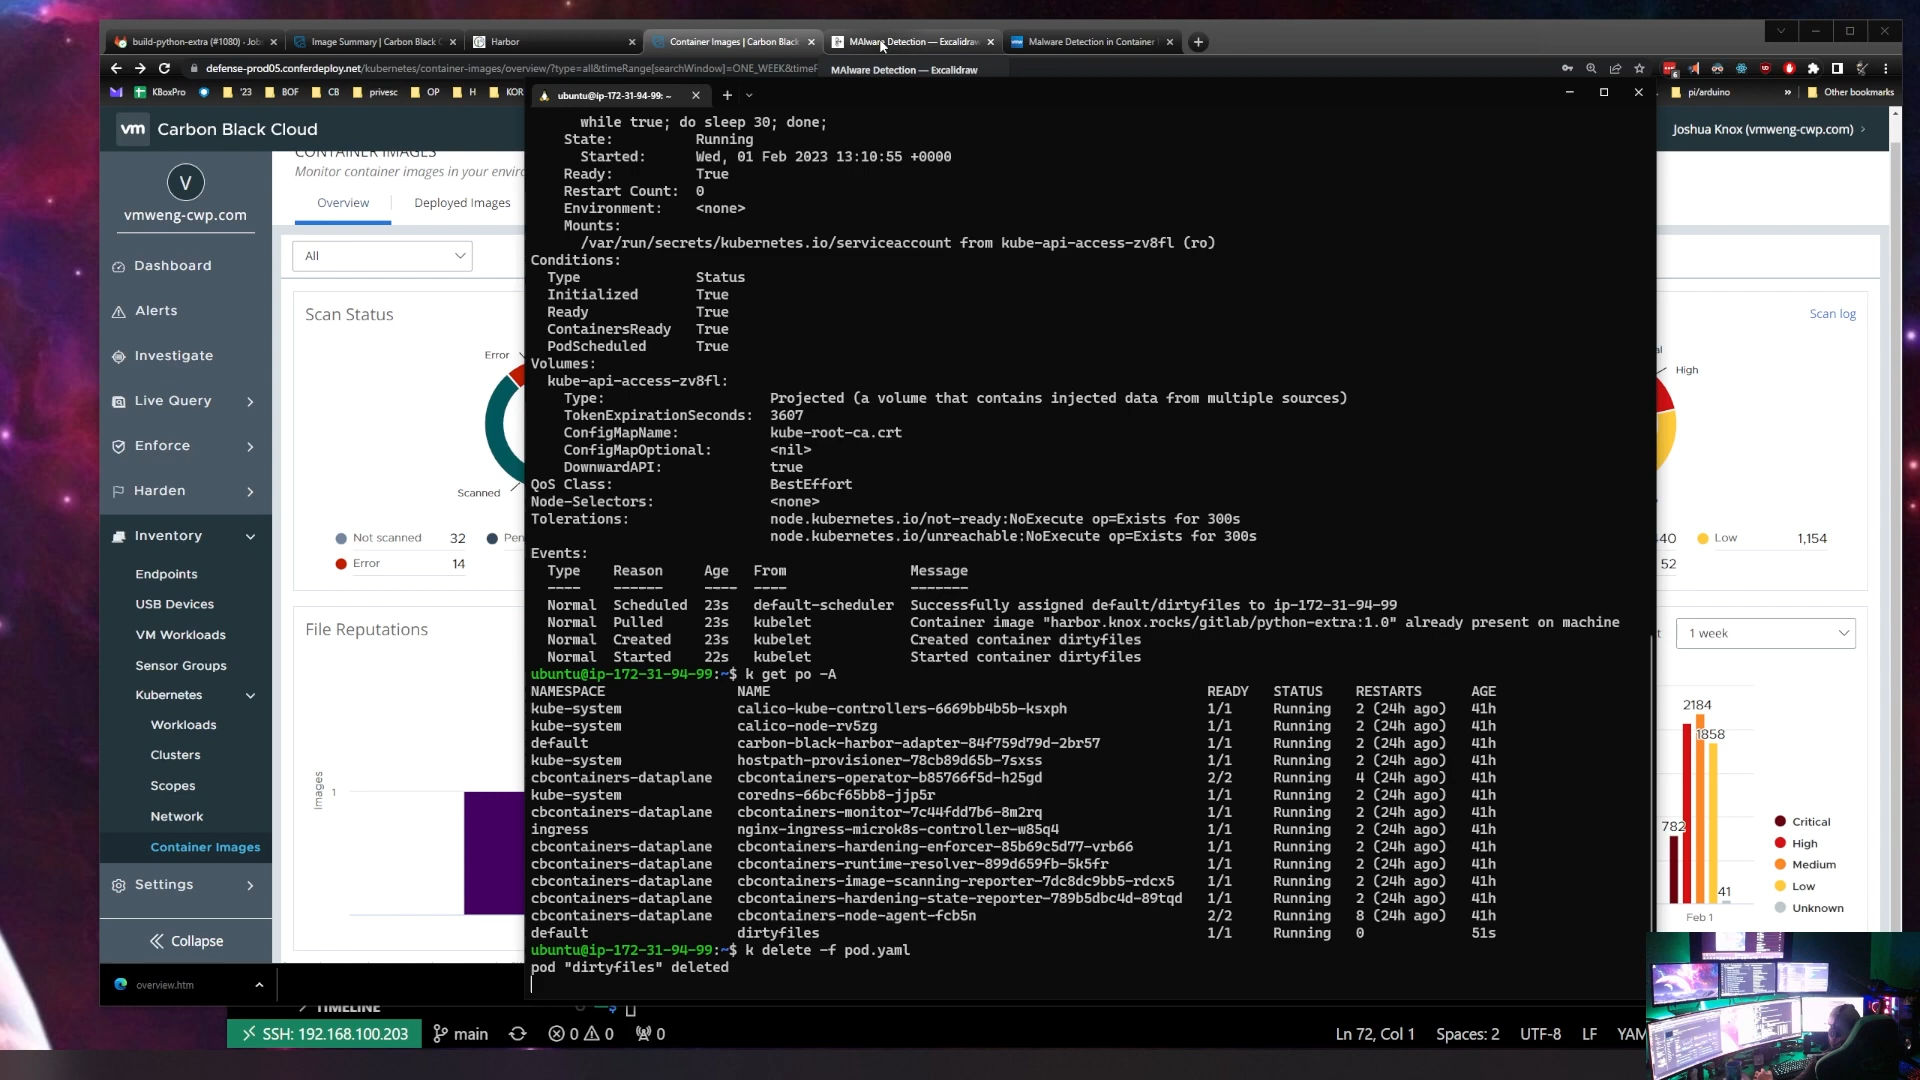 build-python-extra (#1080) · Job
Image Summary | Carbon Black C
Harbor
Container Images | Carbon Black
MAlware Detection — Excalidraw
Malware Detection in Container
defense-prod05.conferdeploy.net/kubernetes/container-images/overview/?type=all&timeRange[searchWindow]=ONE_WEEK&timeF
MAlware Detection — Excalidraw
KBoxPro
'23
BOF
CB
privesc
OP
H
KOR
pi/arduino
»
Other bookmarks
ubuntu@ip-172-31-94-99: ~
vm Carbon Black Cloud
Joshua Knox (vmweng-cwp.com)
V
vmweng-cwp.com
Dashboard
Alerts
Investigate
Live Query
Enforce
Harden
Inventory
Endpoints
USB Devices
VM Workloads
Sensor Groups
Kubernetes
Workloads
Clusters
Scopes
Network
Container Images
Settings
Collapse
CONTAINER IMAGES
Monitor container images in your enviro
Overview
Deployed Images
All
Scan Status
Error
Scanned
Not scanned 32
Pen
Error 14
File Reputations
Images
1
while true; do sleep 30; done;
State: Running
Started: Wed, 01 Feb 2023 13:10:55 +0000
Ready: True
Restart Count: 0
Environment: <none>
Mounts:
/var/run/secrets/kubernetes.io/serviceaccount from kube-api-access-zv8fl (ro)
Conditions:
Type Status
Initialized True
Ready True
ContainersReady True
PodScheduled True
Volumes:
kube-api-access-zv8fl:
Type: Projected (a volume that contains injected data from multiple sources)
TokenExpirationSeconds: 3607
ConfigMapName: kube-root-ca.crt
ConfigMapOptional: <nil>
DownwardAPI: true
QoS Class: BestEffort
Node-Selectors: <none>
Tolerations: node.kubernetes.io/not-ready:NoExecute op=Exists for 300s
node.kubernetes.io/unreachable:NoExecute op=Exists for 300s
Events:
Type Reason Age From Message
---- ------ ---- ---- -------
Normal Scheduled 23s default-scheduler Successfully assigned default/dirtyfiles to ip-172-31-94-99
Normal Pulled 23s kubelet Container image "harbor.knox.rocks/gitlab/python-extra:1.0" already present on machine
Normal Created 23s kubelet Created container dirtyfiles
Normal Started 22s kubelet Started container dirtyfiles
ubuntu@ip-172-31-94-99:~$ k get po -A
NAMESPACE NAME READY STATUS RESTARTS AGE
kube-system calico-kube-controllers-6669bb4b5b-ksxph 1/1 Running 2 (24h ago) 41h
kube-system calico-node-rv5zg 1/1 Running 2 (24h ago) 41h
default carbon-black-harbor-adapter-84f759d79d-2br57 1/1 Running 2 (24h ago) 41h
kube-system hostpath-provisioner-78cb89d65b-7sxss 1/1 Running 2 (24h ago) 41h
cbcontainers-dataplane cbcontainers-operator-b85766f5d-h25gd 2/2 Running 4 (24h ago) 41h
kube-system coredns-66bcf65bb8-jjp5r 1/1 Running 2 (24h ago) 41h
cbcontainers-dataplane cbcontainers-monitor-7c44fdd7b6-8m2rq 1/1 Running 2 (24h ago) 41h
ingress nginx-ingress-microk8s-controller-w85q4 1/1 Running 2 (24h ago) 41h
cbcontainers-dataplane cbcontainers-hardening-enforcer-85b69c5d77-vrb66 1/1 Running 2 (24h ago) 41h
cbcontainers-dataplane cbcontainers-runtime-resolver-899d659fb-5k5fr 1/1 Running 2 (24h ago) 41h
cbcontainers-dataplane cbcontainers-image-scanning-reporter-7dc8dc9bb5-rdcx5 1/1 Running 2 (24h ago) 41h
cbcontainers-dataplane cbcontainers-hardening-state-reporter-789b5dbc4d-89tqd 1/1 Running 2 (24h ago) 41h
cbcontainers-dataplane cbcontainers-node-agent-fcb5n 2/2 Running 8 (24h ago) 41h
default dirtyfiles 1/1 Running 0 51s
ubuntu@ip-172-31-94-99:~$ k delete -f pod.yaml
pod "dirtyfiles" deleted
Scan log
al
High
40
Low 1,154
52
t
1 week
2184
1858
782
41
Feb 1
Critical
High
Medium
Low
Unknown
overview.htm
TIMELINE
SSH: 192.168.100.203
main
0
0
0
Ln 72, Col 1
Spaces: 2
UTF-8
LF
YAM